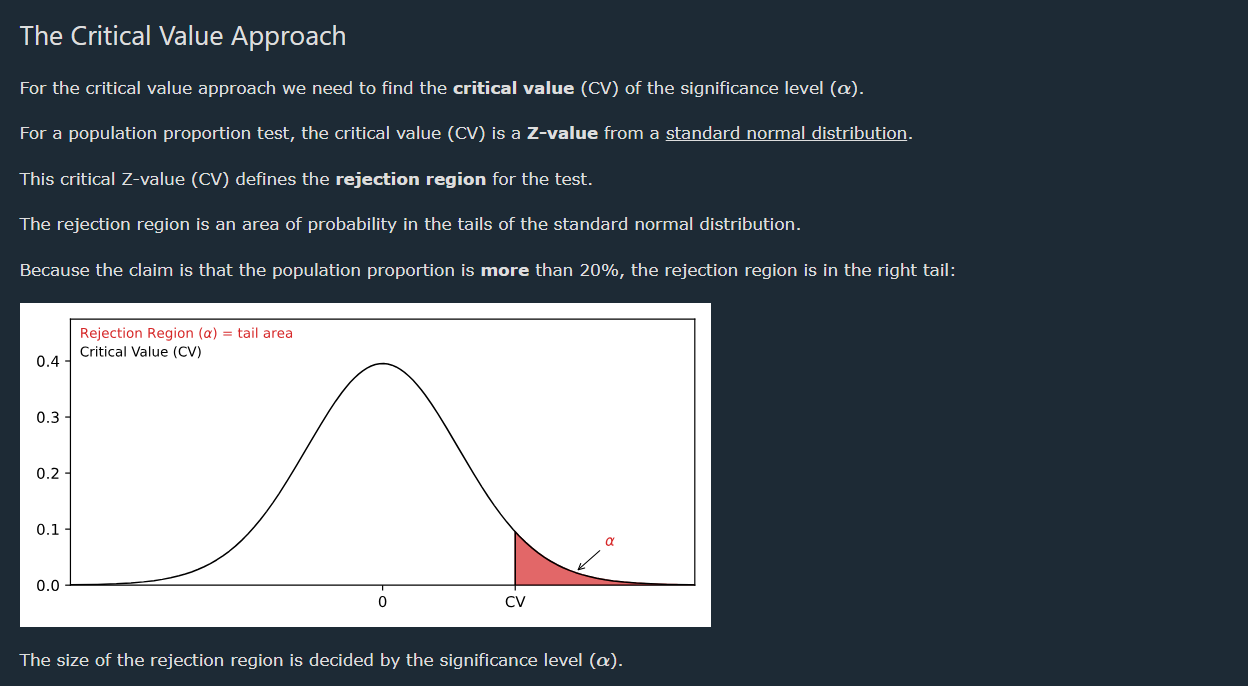 The Critical Value Approach
For the critical value approach we need to find the critical value (CV) of the significance level (α).
For a population proportion test, the critical value (CV) is a Z-value from a standard normal distribution.
This critical Z-value (CV) defines the rejection region for the test.
The rejection region is an area of probability in the tails of the standard normal distribution.
Because the claim is that the population proportion is more than 20%, the rejection region is in the right tail:
Rejection Region (α) = tail area
Critical Value (CV)
0.4
0.3
0.2
0.1
α
0.0
0 CV
The size of the rejection region is decided by the significance level (α).